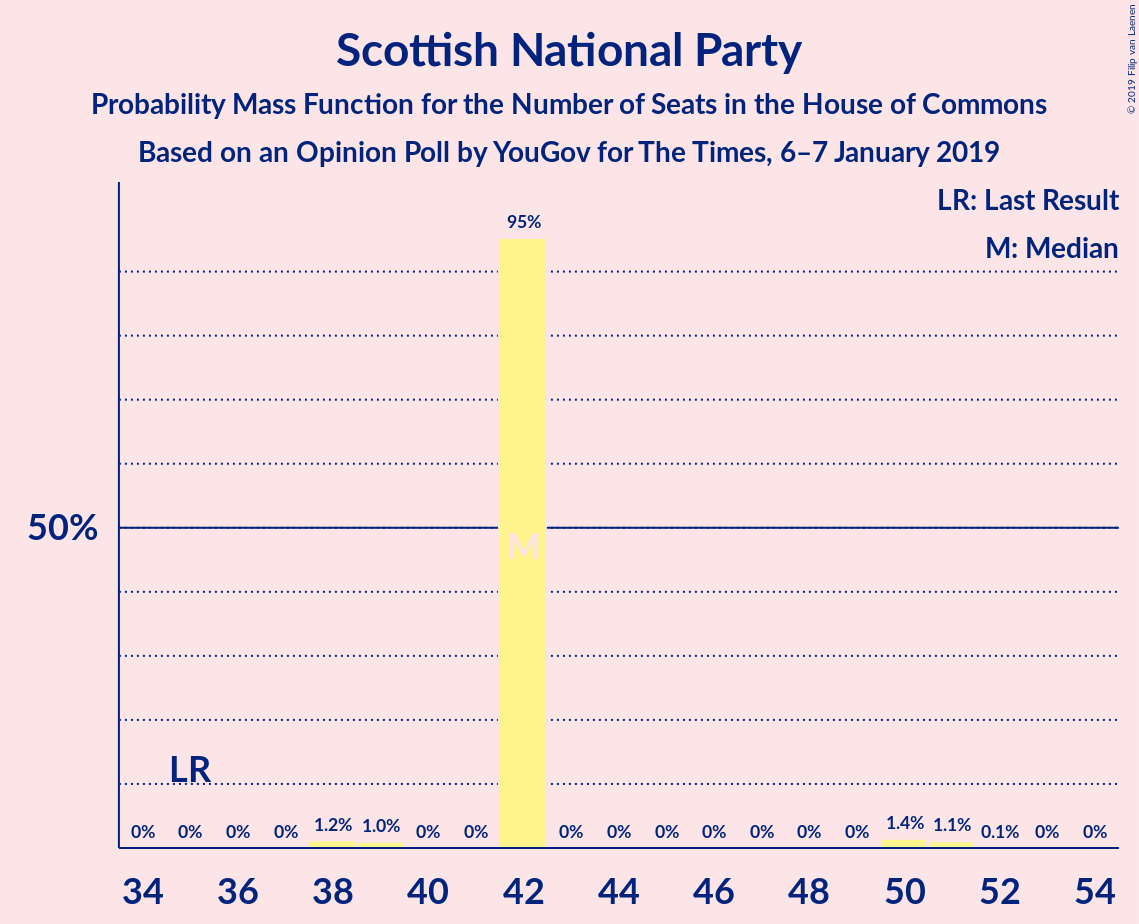 Scottish National Party
Probability Mass Function for the Number of Seats in the House of Commons
Based on an Opinion Poll by YouGov for The Times, 6–7 January 2019
© 2019 Filip van Laenen
LR: Last Result
M: Median
95%
50%
M
LR
0% 0% 0% 0% 1.2% 1.0% 0% 0% 0% 0% 0% 0% 0% 0% 0% 1.4% 1.1% 0.1% 0% 0%
34 36 38 40 42 44 46 48 50 52 54